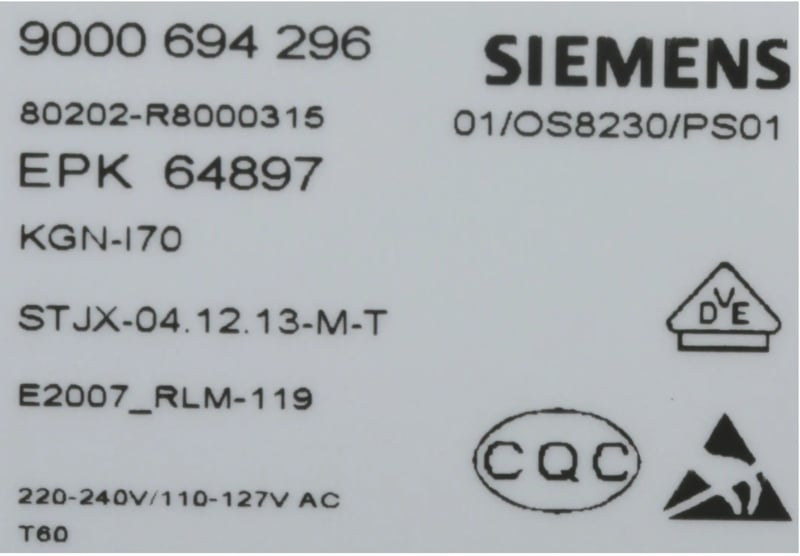 9000 694 296
SIEMENS
80202-R8000315
01/OS8230/PS01
EPK 64897
KGN-I70
STJX-04.12.13-M-T
DVE
E2007_RLM-119
CQC
220-240V/110-127V AC
T60